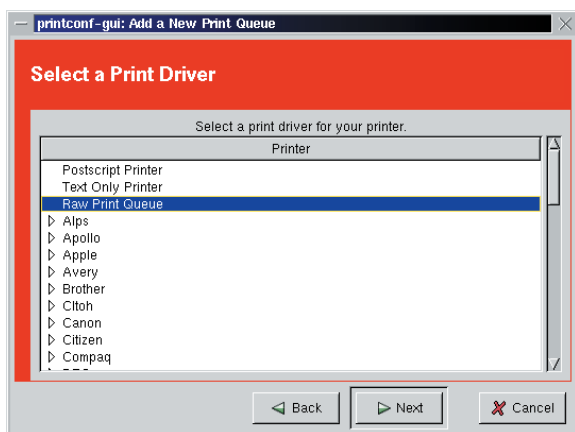 printconf-gui: Add a New Print Queue
Select a Print Driver
Select a print driver for your printer.
Printer
Postscript Printer
Text Only Printer
Raw Print Queue
Alps
Apollo
Apple
Avery
Brother
CItoh
Canon
Citizen
Compaq
Back
Next
Cancel